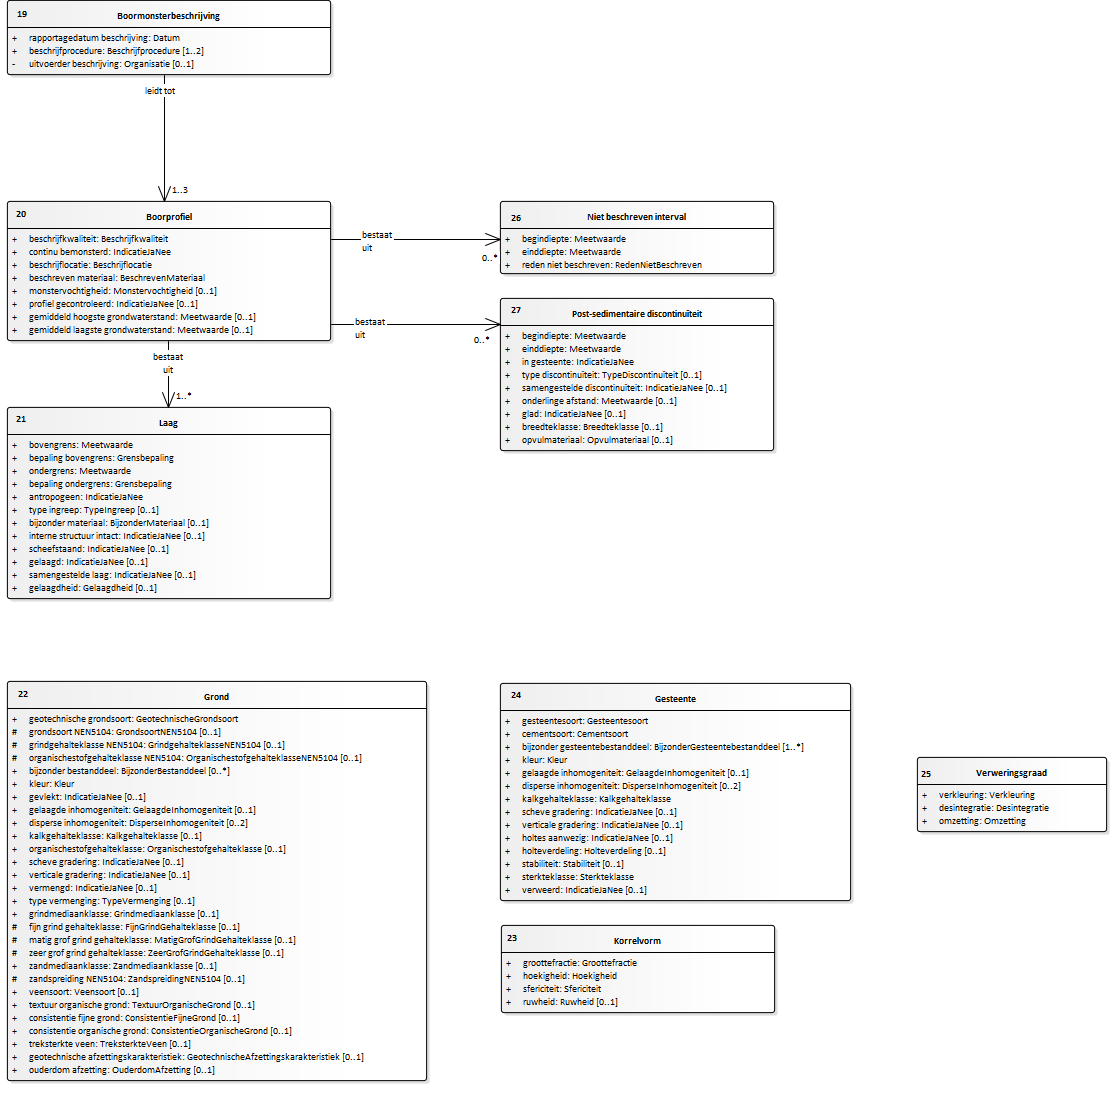 19 Boormonsterbeschrijving
+ rapportagedatum beschrijving: Datum
+ beschrijfprocedure: Beschrijfprocedure [1..2]
- uitvoerder beschrijving: Organisatie [0..1]
leidt tot
1..3
20 Boorprofiel
+ beschrijfkwaliteit: Beschrijfkwaliteit
+ continu bemonsterd: IndicatieJaNee
+ beschrijflocatie: Beschrijflocatie
+ beschreven materiaal: BeschrevenMateriaal
+ monstervochtigheid: Monstervochtigheid [0..1]
+ profiel gecontroleerd: IndicatieJaNee [0..1]
+ gemiddeld hoogste grondwaterstand: Meetwaarde [0..1]
+ gemiddeld laagste grondwaterstand: Meetwaarde [0..1]
bestaat
uit
0..*
26 Niet beschreven interval
+ begindiepte: Meetwaarde
+ einddiepte: Meetwaarde
+ reden niet beschreven: RedenNietBeschreven
bestaat
uit
0..*
27 Post-sedimentaire discontinuïteit
+ begindiepte: Meetwaarde
+ einddiepte: Meetwaarde
+ in gesteente: IndicatieJaNee
+ type discontinuïteit: TypeDiscontinuïteit [0..1]
+ samengestelde discontinuïteit: IndicatieJaNee [0..1]
+ onderlinge afstand: Meetwaarde [0..1]
+ glad: IndicatieJaNee [0..1]
+ breedteklasse: Breedteklasse [0..1]
+ opvulmateriaal: Opvulmateriaal [0..1]
bestaat
uit
1..*
21 Laag
+ bovengrens: Meetwaarde
+ bepaling bovengrens: Grensbepaling
+ ondergrens: Meetwaarde
+ bepaling ondergrens: Grensbepaling
+ antropogeen: IndicatieJaNee
+ type ingreep: TypeIngreep [0..1]
+ bijzonder materiaal: BijzonderMateriaal [0..1]
+ interne structuur intact: IndicatieJaNee [0..1]
+ scheefstaand: IndicatieJaNee [0..1]
+ gelaagd: IndicatieJaNee [0..1]
+ samengestelde laag: IndicatieJaNee [0..1]
+ gelaagdheid: Gelaagdheid [0..1]
22 Grond
+ geotechnische grondsoort: GeotechnischeGrondsoort
# grondsoort NEN5104: GrondsoortNEN5104 [0..1]
# grindgehalteklasse NEN5104: GrindgehalteklasseNEN5104 [0..1]
# organischestofgehalteklasse NEN5104: OrganischestofgehalteklasseNEN5104 [0..1]
+ bijzonder bestanddeel: BijzonderBestanddeel [0..*]
+ kleur: Kleur
+ gevlekt: IndicatieJaNee [0..1]
+ gelaagde inhomogeniteit: GelaagdeInhomogeniteit [0..1]
+ disperse inhomogeniteit: DisperseInhomogeniteit [0..2]
+ kalkgehalteklasse: Kalkgehalteklasse [0..1]
+ organischestofgehalteklasse: Organischestofgehalteklasse [0..1]
+ scheve gradering: IndicatieJaNee [0..1]
+ verticale gradering: IndicatieJaNee [0..1]
+ vermengd: IndicatieJaNee [0..1]
+ type vermenging: TypeVermenging [0..1]
+ grindmediaanklasse: Grindmediaanklasse [0..1]
# fijn grind gehalteklasse: FijnGrindGehalteklasse [0..1]
# matig grof grind gehalteklasse: MatigGrofGrindGehalteklasse [0..1]
# zeer grof grind gehalteklasse: ZeerGrofGrindGehalteklasse [0..1]
+ zandmediaanklasse: Zandmediaanklasse [0..1]
# zandspreiding NEN5104: ZandspreidingNEN5104 [0..1]
+ veensoort: Veensoort [0..1]
+ textuur organische grond: TextuurOrganischeGrond [0..1]
+ consistentie fijne grond: ConsistentieFijneGrond [0..1]
+ consistentie organische grond: ConsistentieOrganischeGrond [0..1]
+ treksterkte veen: TreksterkteVeen [0..1]
+ geotechnische afzettingskarakteristiek: GeotechnischeAfzettingskarakteristiek [0..1]
+ ouderdom afzetting: OuderdomAfzetting [0..1]
24 Gesteente
+ gesteentesoort: Gesteentesoort
+ cementsoort: Cementsoort
+ bijzonder gesteentebestanddeel: BijzonderGesteentebestanddeel [1..*]
+ kleur: Kleur
+ gelaagde inhomogeniteit: GelaagdeInhomogeniteit [0..1]
+ disperse inhomogeniteit: DisperseInhomogeniteit [0..2]
+ kalkgehalteklasse: Kalkgehalteklasse
+ scheve gradering: IndicatieJaNee [0..1]
+ verticale gradering: IndicatieJaNee [0..1]
+ holtes aanwezig: IndicatieJaNee [0..1]
+ holteverdeling: Holteverdeling [0..1]
+ stabiliteit: Stabiliteit [0..1]
+ sterkteklasse: Sterkteklasse
+ verweerd: IndicatieJaNee [0..1]
25 Verweringsgraad
+ verkleuring: Verkleuring
+ desintegratie: Desintegratie
+ omzetting: Omzetting
23 Korrelvorm
+ groottefractie: Groottefractie
+ hoekigheid: Hoekigheid
+ sfericiteit: Sfericiteit
+ ruwheid: Ruwheid [0..1]